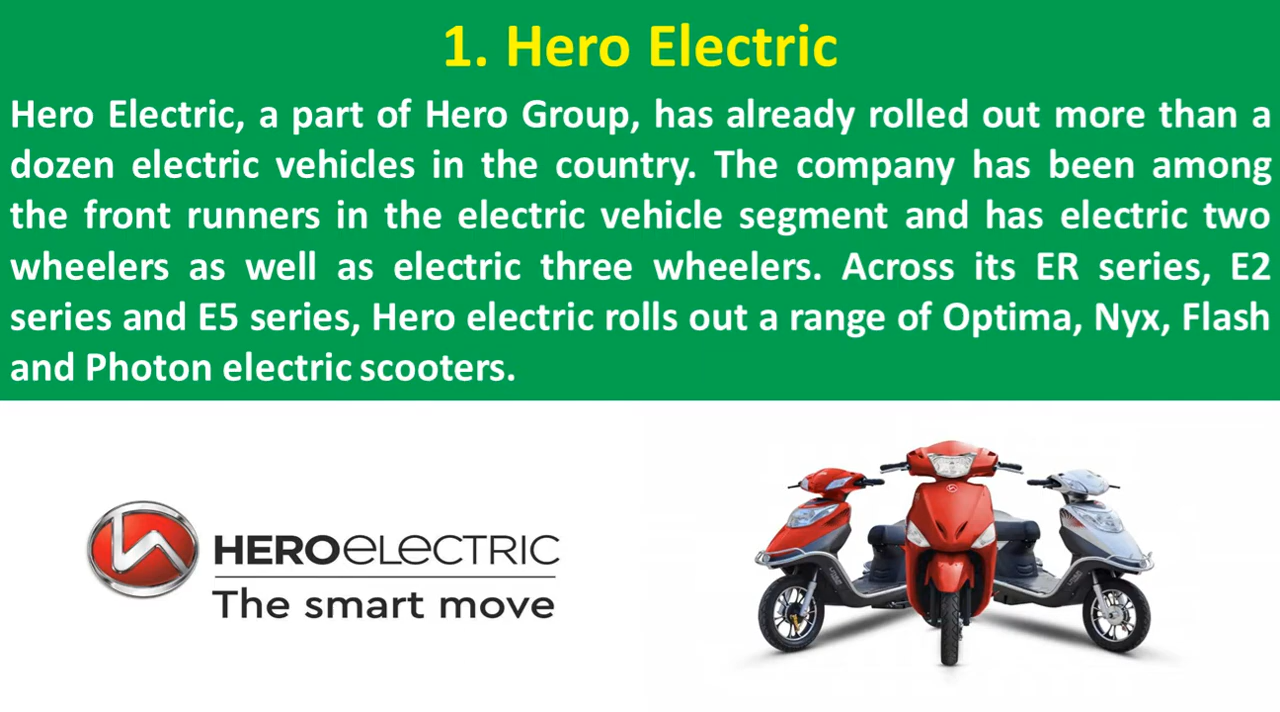 1. Hero Electric
Hero Electric, a part of Hero Group, has already rolled out more than a
dozen electric vehicles in the country. The company has been among
the front runners in the electric vehicle segment and has electric two
wheelers as well as electric three wheelers. Across its ER series, E2
series and E5 series, Hero electric rolls out a range of Optima, Nyx, Flash
and Photon electric scooters.
HEROeLeCTRIC
The smart move